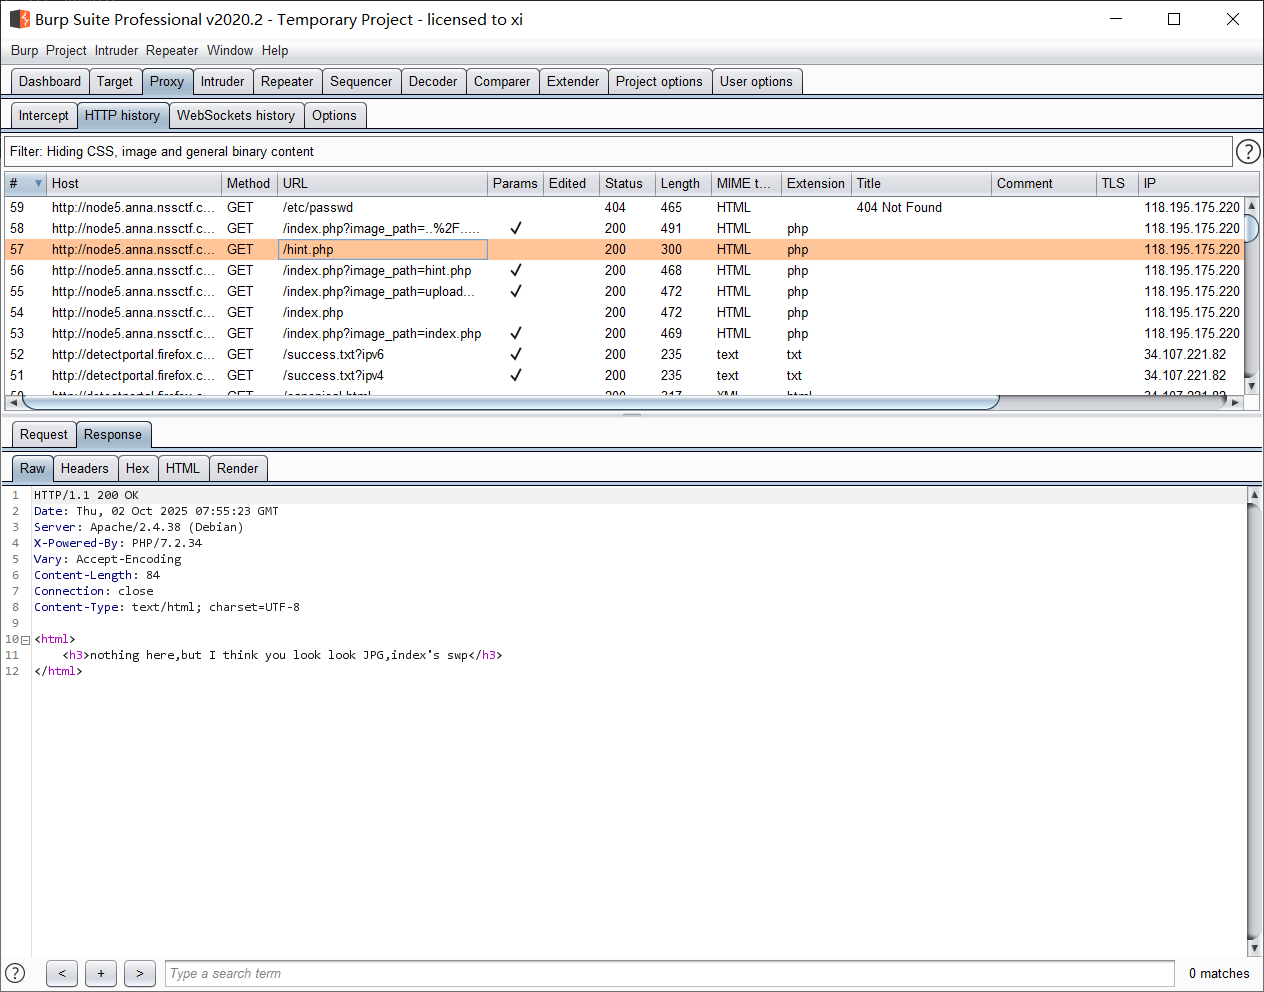 Burp Suite Professional v2020.2 - Temporary Project - licensed to xi
Burp Project Intruder Repeater Window Help
Dashboard Target Proxy Intruder Repeater Sequencer Decoder Comparer Extender Project options User options
Intercept HTTP history WebSockets history Options
Filter: Hiding CSS, image and general binary content ?
# Host Method URL Params Edited Status Length MIME t... Extension Title Comment TLS IP
59 http://node5.anna.nssctf.c... GET /etc/passwd 404 465 HTML 404 Not Found 118.195.175.220
58 http://node5.anna.nssctf.c... GET /index.php?image_path=..%2F..... ✓ 200 491 HTML php 118.195.175.220
57 http://node5.anna.nssctf.c... GET /hint.php 200 300 HTML php 118.195.175.220
56 http://node5.anna.nssctf.c... GET /index.php?image_path=hint.php ✓ 200 468 HTML php 118.195.175.220
55 http://node5.anna.nssctf.c... GET /index.php?image_path=upload... ✓ 200 472 HTML php 118.195.175.220
54 http://node5.anna.nssctf.c... GET /index.php 200 472 HTML php 118.195.175.220
53 http://node5.anna.nssctf.c... GET /index.php?image_path=index.php ✓ 200 469 HTML php 118.195.175.220
52 http://detectportal.firefox.c... GET /success.txt?ipv6 ✓ 200 235 text txt 34.107.221.82
51 http://detectportal.firefox.c... GET /success.txt?ipv4 ✓ 200 235 text txt 34.107.221.82
Request Response
Raw Headers Hex HTML Render
1 HTTP/1.1 200 OK
2 Date: Thu, 02 Oct 2025 07:55:23 GMT
3 Server: Apache/2.4.38 (Debian)
4 X-Powered-By: PHP/7.2.34
5 Vary: Accept-Encoding
6 Content-Length: 84
7 Connection: close
8 Content-Type: text/html; charset=UTF-8
9
10 <html>
11 <h3>nothing here,but I think you look look JPG,index's swp</h3>
12 </html>
? < + > Type a search term 0 matches